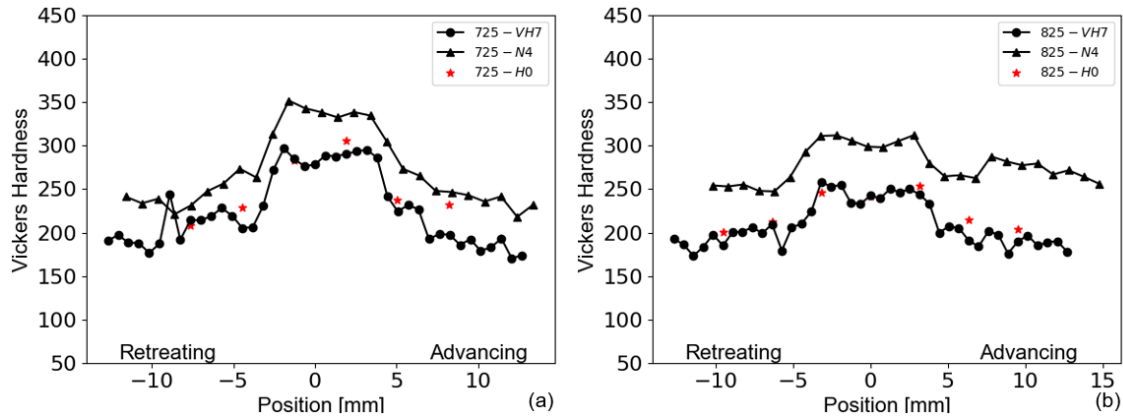 450
400
350
300
250
200
150
100
50
Vickers Hardness
725 − VH7
725 − N4
725 − H0
Retreating
Advancing
−10
−5
0
5
10
Position [mm]
(a)
450
400
350
300
250
200
150
100
50
Vickers Hardness
825 − VH7
825 − N4
825 − H0
Retreating
Advancing
−10
−5
0
5
10
15
Position [mm]
(b)